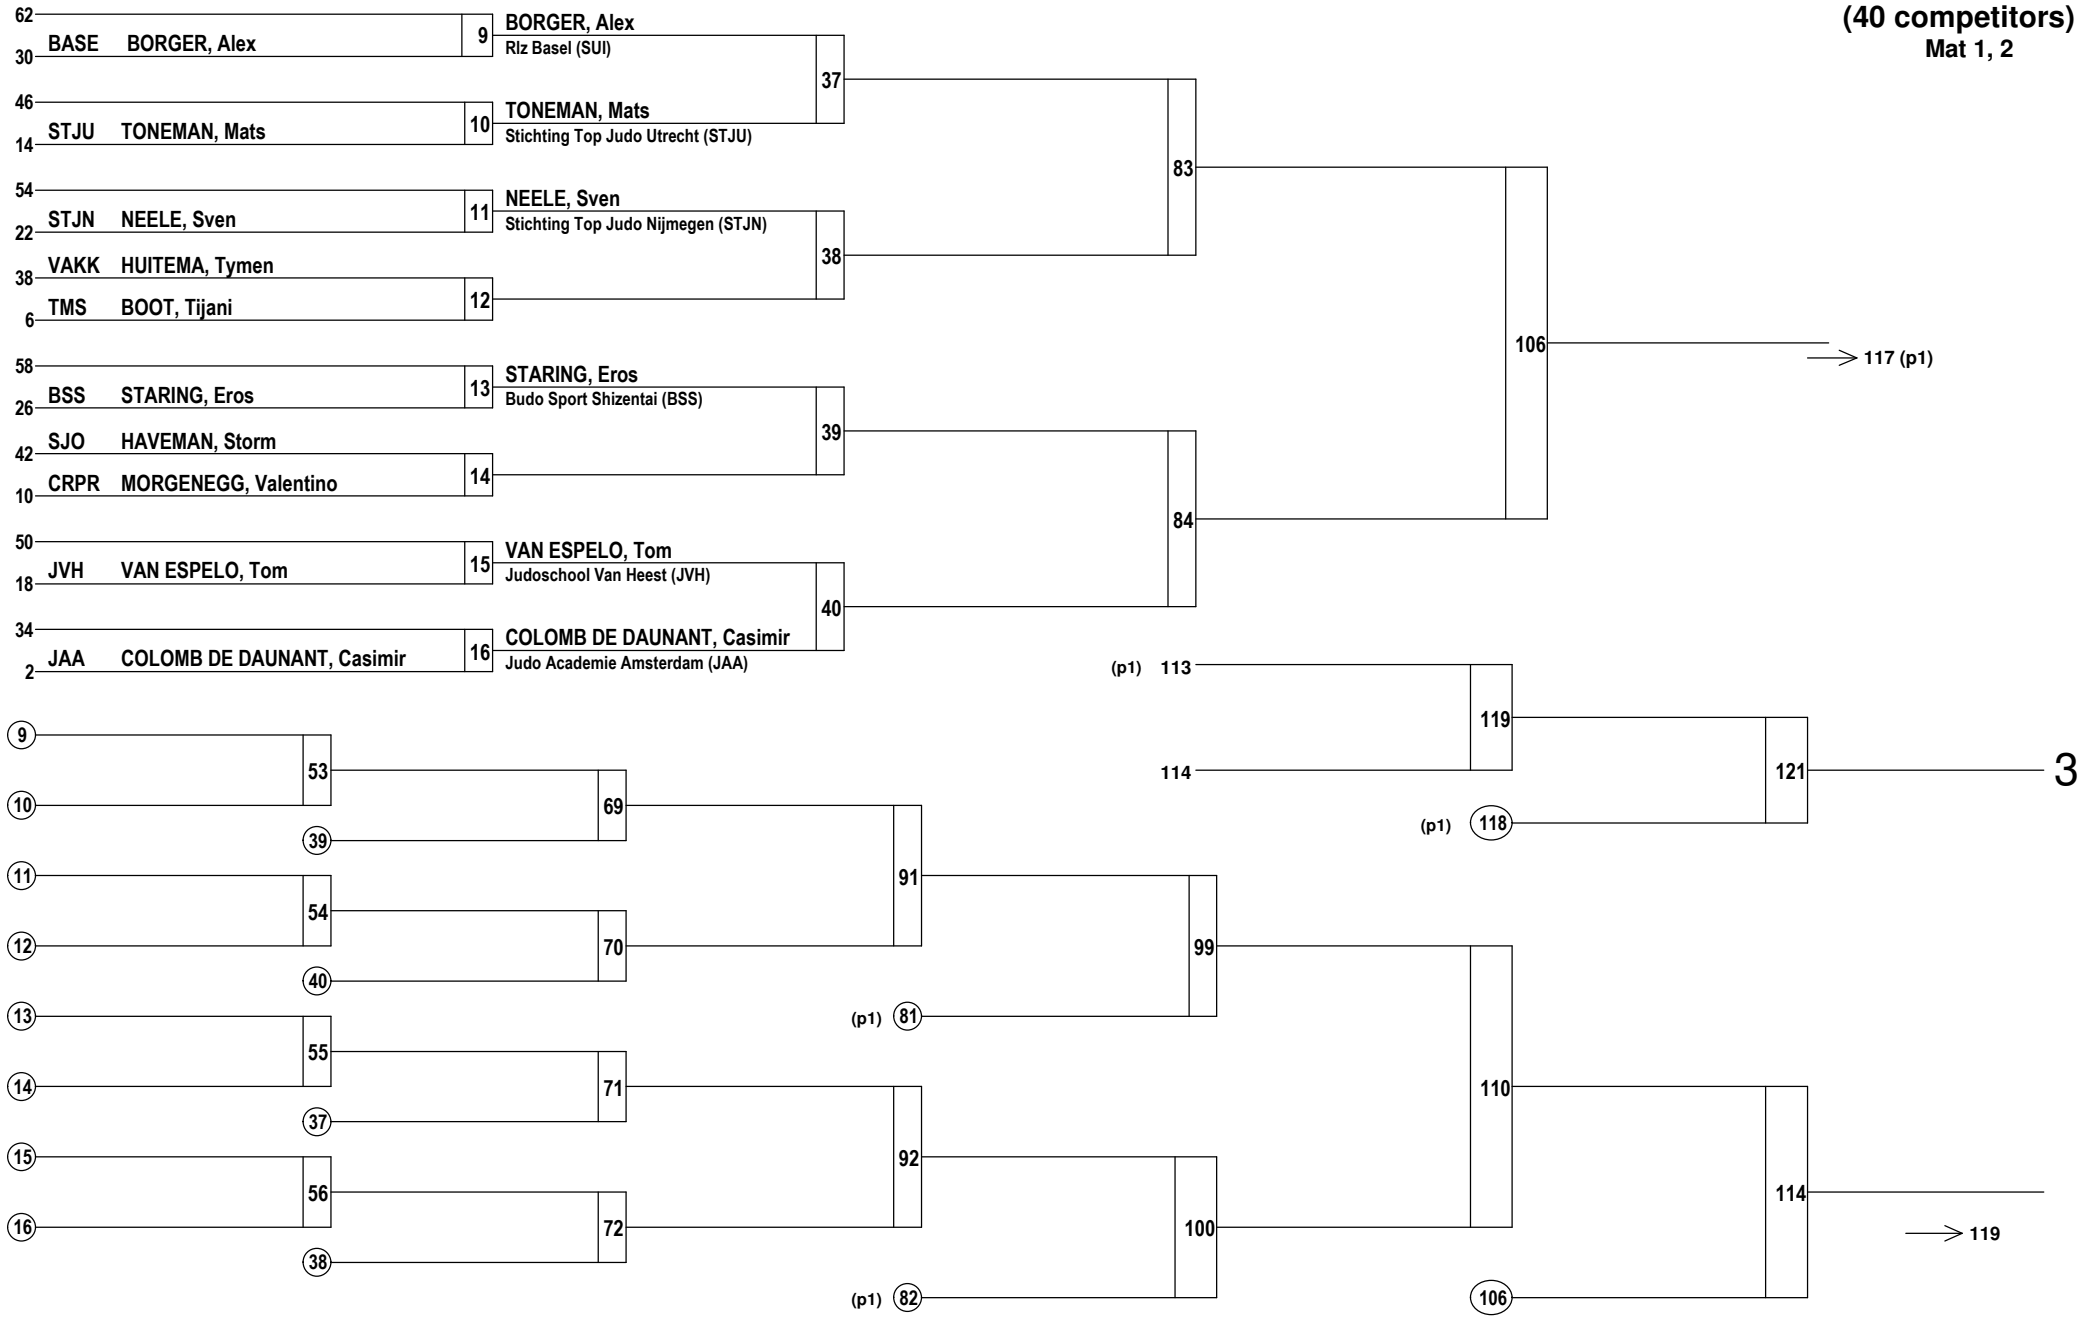 (40 competitors)
Mat 1, 2
62
BASE BORGER, Alex
30
9
BORGER, Alex
Rlz Basel (SUI)
37
46
STJU TONEMAN, Mats
14
10
TONEMAN, Mats
Stichting Top Judo Utrecht (STJU)
83
54
STJN NEELE, Sven
22
11
NEELE, Sven
Stichting Top Judo Nijmegen (STJN)
38
VAKK HUITEMA, Tymen
38
TMS BOOT, Tijani
6
12
106
117 (p1)
58
BSS STARING, Eros
26
13
STARING, Eros
Budo Sport Shizentai (BSS)
39
SJO HAVEMAN, Storm
42
CRPR MORGENEGG, Valentino
10
14
84
50
JVH VAN ESPELO, Tom
18
15
VAN ESPELO, Tom
Judoschool Van Heest (JVH)
40
34
JAA COLOMB DE DAUNANT, Casimir
2
16
COLOMB DE DAUNANT, Casimir
Judo Academie Amsterdam (JAA)
(p1) 113
119
114
121
3
(p1) 118
9
53
10
69
39
11
91
54
12
70
40
99
13
(p1) 81
55
14
71
37
110
15
92
56
16
72
100
38
(p1) 82
114
119
106